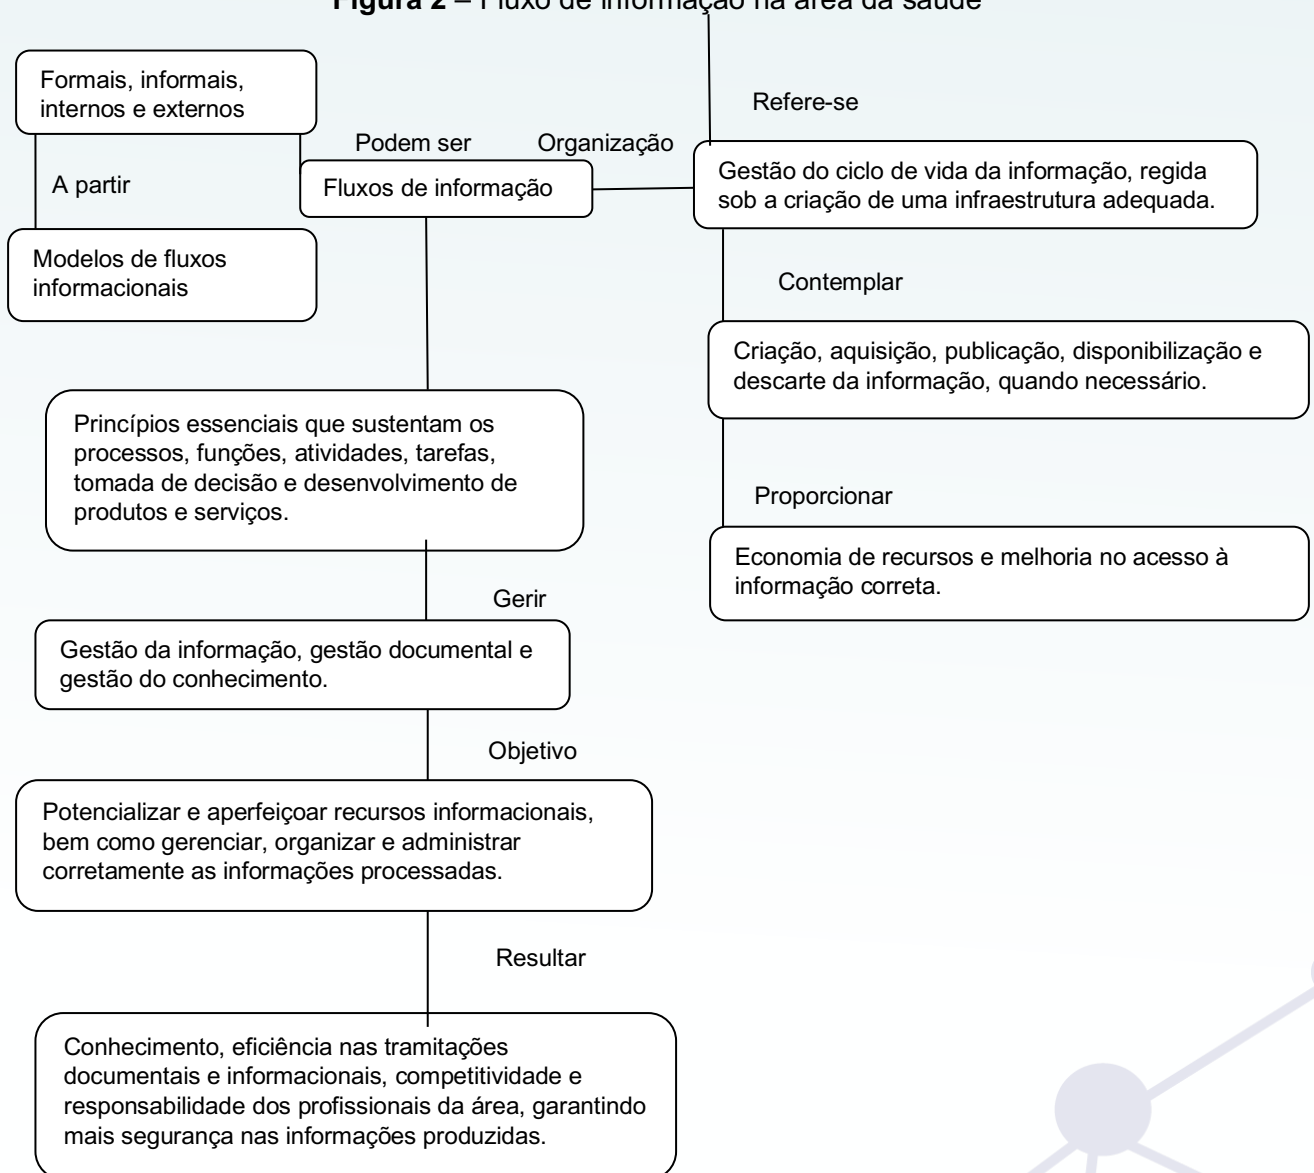 Figura 2 – Fluxo de informação na área da saúde
Formais, informais,
internos e externos
Refere-se
Podem ser
Organização
A partir
Fluxos de informação
Gestão do ciclo de vida da informação, regida
sob a criação de uma infraestrutura adequada.
Modelos de fluxos
informacionais
Contemplar
Criação, aquisição, publicação, disponibilização e
descarte da informação, quando necessário.
Princípios essenciais que sustentam os
processos, funções, atividades, tarefas,
tomada de decisão e desenvolvimento de
produtos e serviços.
Proporcionar
Economia de recursos e melhoria no acesso à
informação correta.
Gerir
Gestão da informação, gestão documental e
gestão do conhecimento.
Objetivo
Potencializar e aperfeiçoar recursos informacionais,
bem como gerenciar, organizar e administrar
corretamente as informações processadas.
Resultar
Conhecimento, eficiência nas tramitações
documentais e informacionais, competitividade e
responsabilidade dos profissionais da área, garantindo
mais segurança nas informações produzidas.